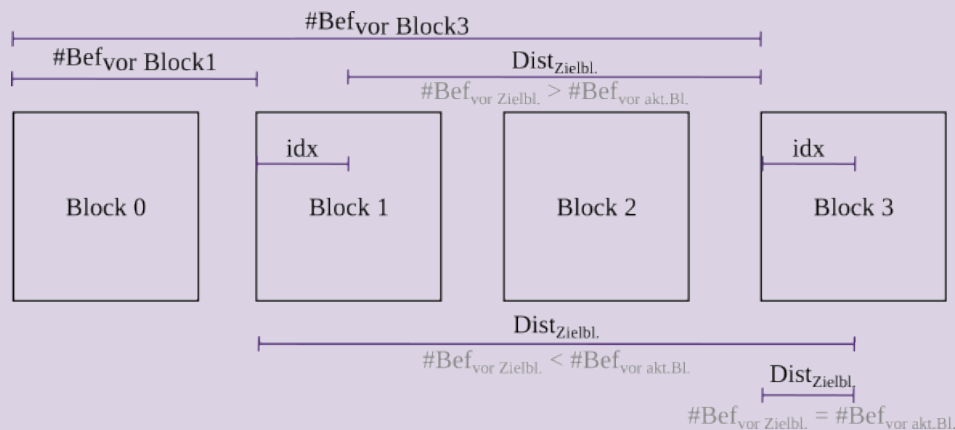 #Bef_vor Block3
#Bef_vor Block1
Dist_Zielbl.
#Bef_vor Zielbl. > #Bef_vor akt.Bl.
idx
idx
Block 0
Block 1
Block 2
Block 3
Dist_Zielbl.
#Bef_vor Zielbl. < #Bef_vor akt.Bl.
Dist_Zielbl.
#Bef_vor Zielbl. = #Bef_vor akt.Bl.